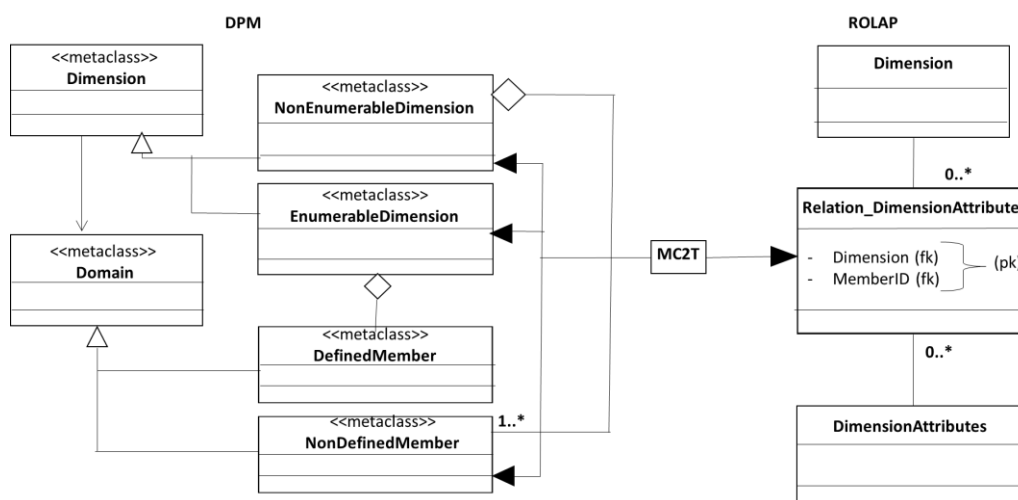 DPM
ROLAP
<<metaclass>>
Dimension
<<metaclass>>
NonEnumerableDimension
<<metaclass>>
EnumerableDimension
<<metaclass>>
Domain
<<metaclass>>
DefinedMember
<<metaclass>>
NonDefinedMember
1..*
MC2T
Dimension
0..*
Relation_DimensionAttribute
- Dimension (fk)
- MemberID (fk)
(pk)
0..*
DimensionAttributes